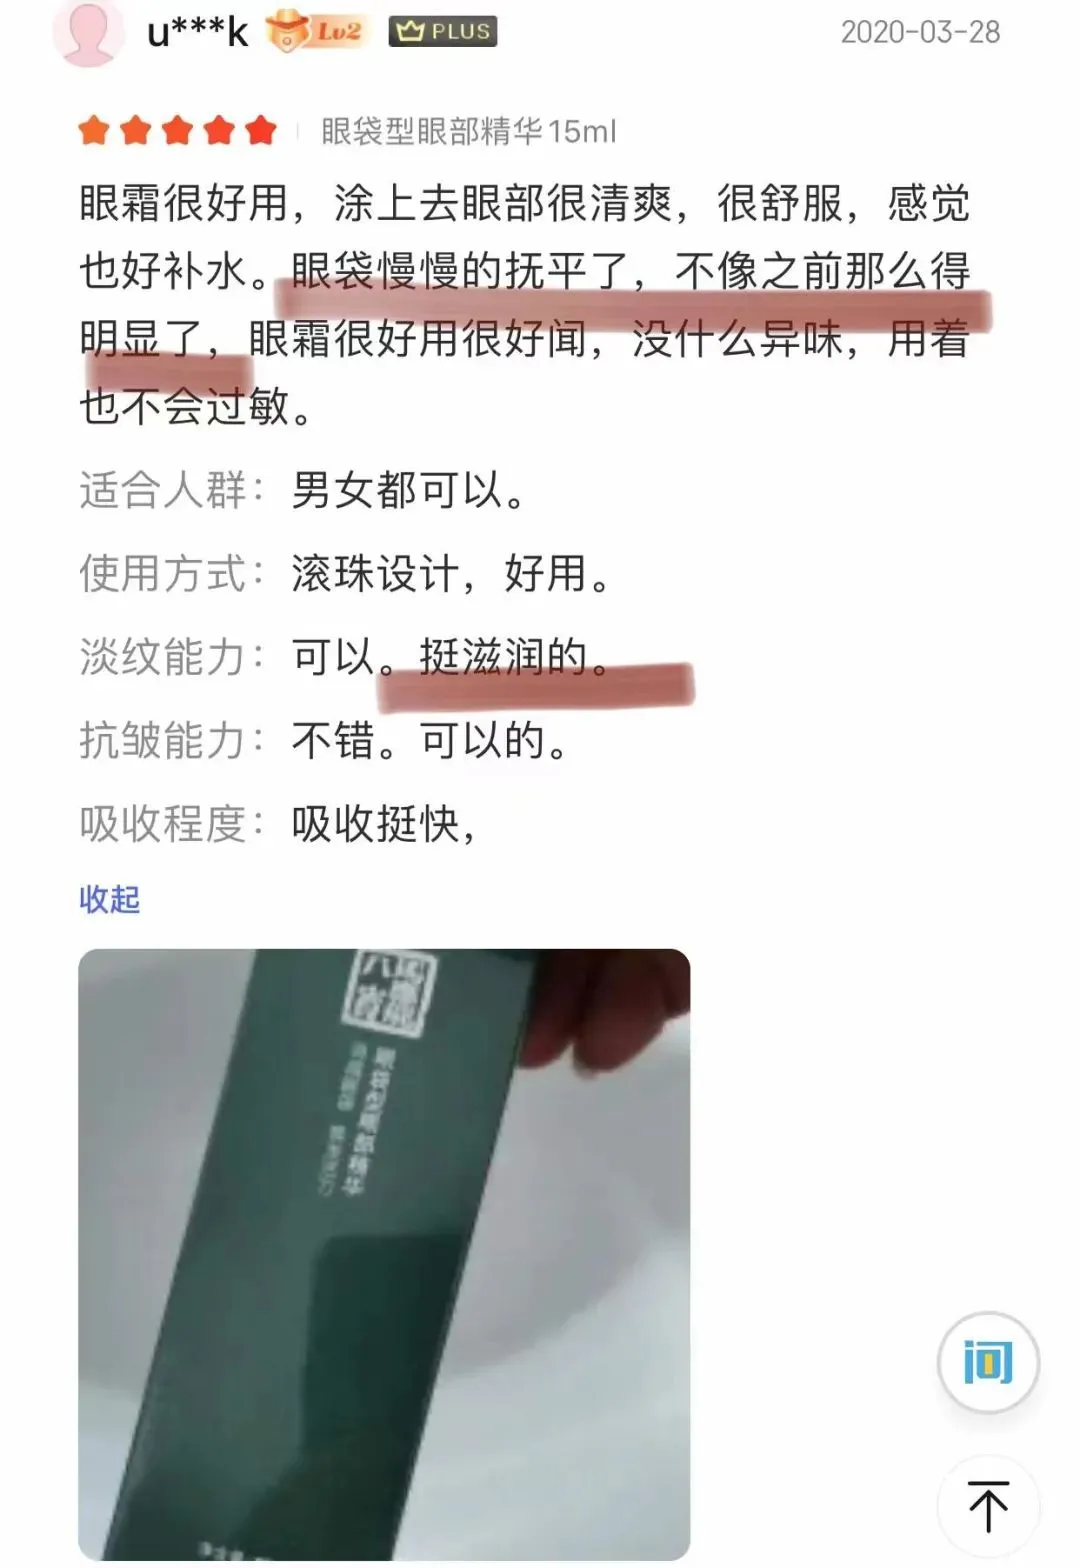 u***k Lv2 PLUS 2020-03-28
眼袋型眼部精华15ml
眼霜很好用，涂上去眼部很清爽，很舒服，感觉
也好补水。眼袋慢慢的抚平了，不像之前那么得
明显了，眼霜很好用很好闻，没什么异味，用着
也不会过敏。
适合人群：男女都可以。
使用方式：滚珠设计，好用。
淡纹能力：可以。挺滋润的。
抗皱能力：不错。可以的。
吸收程度：吸收挺快，
收起
眼袋型眼部精华
问